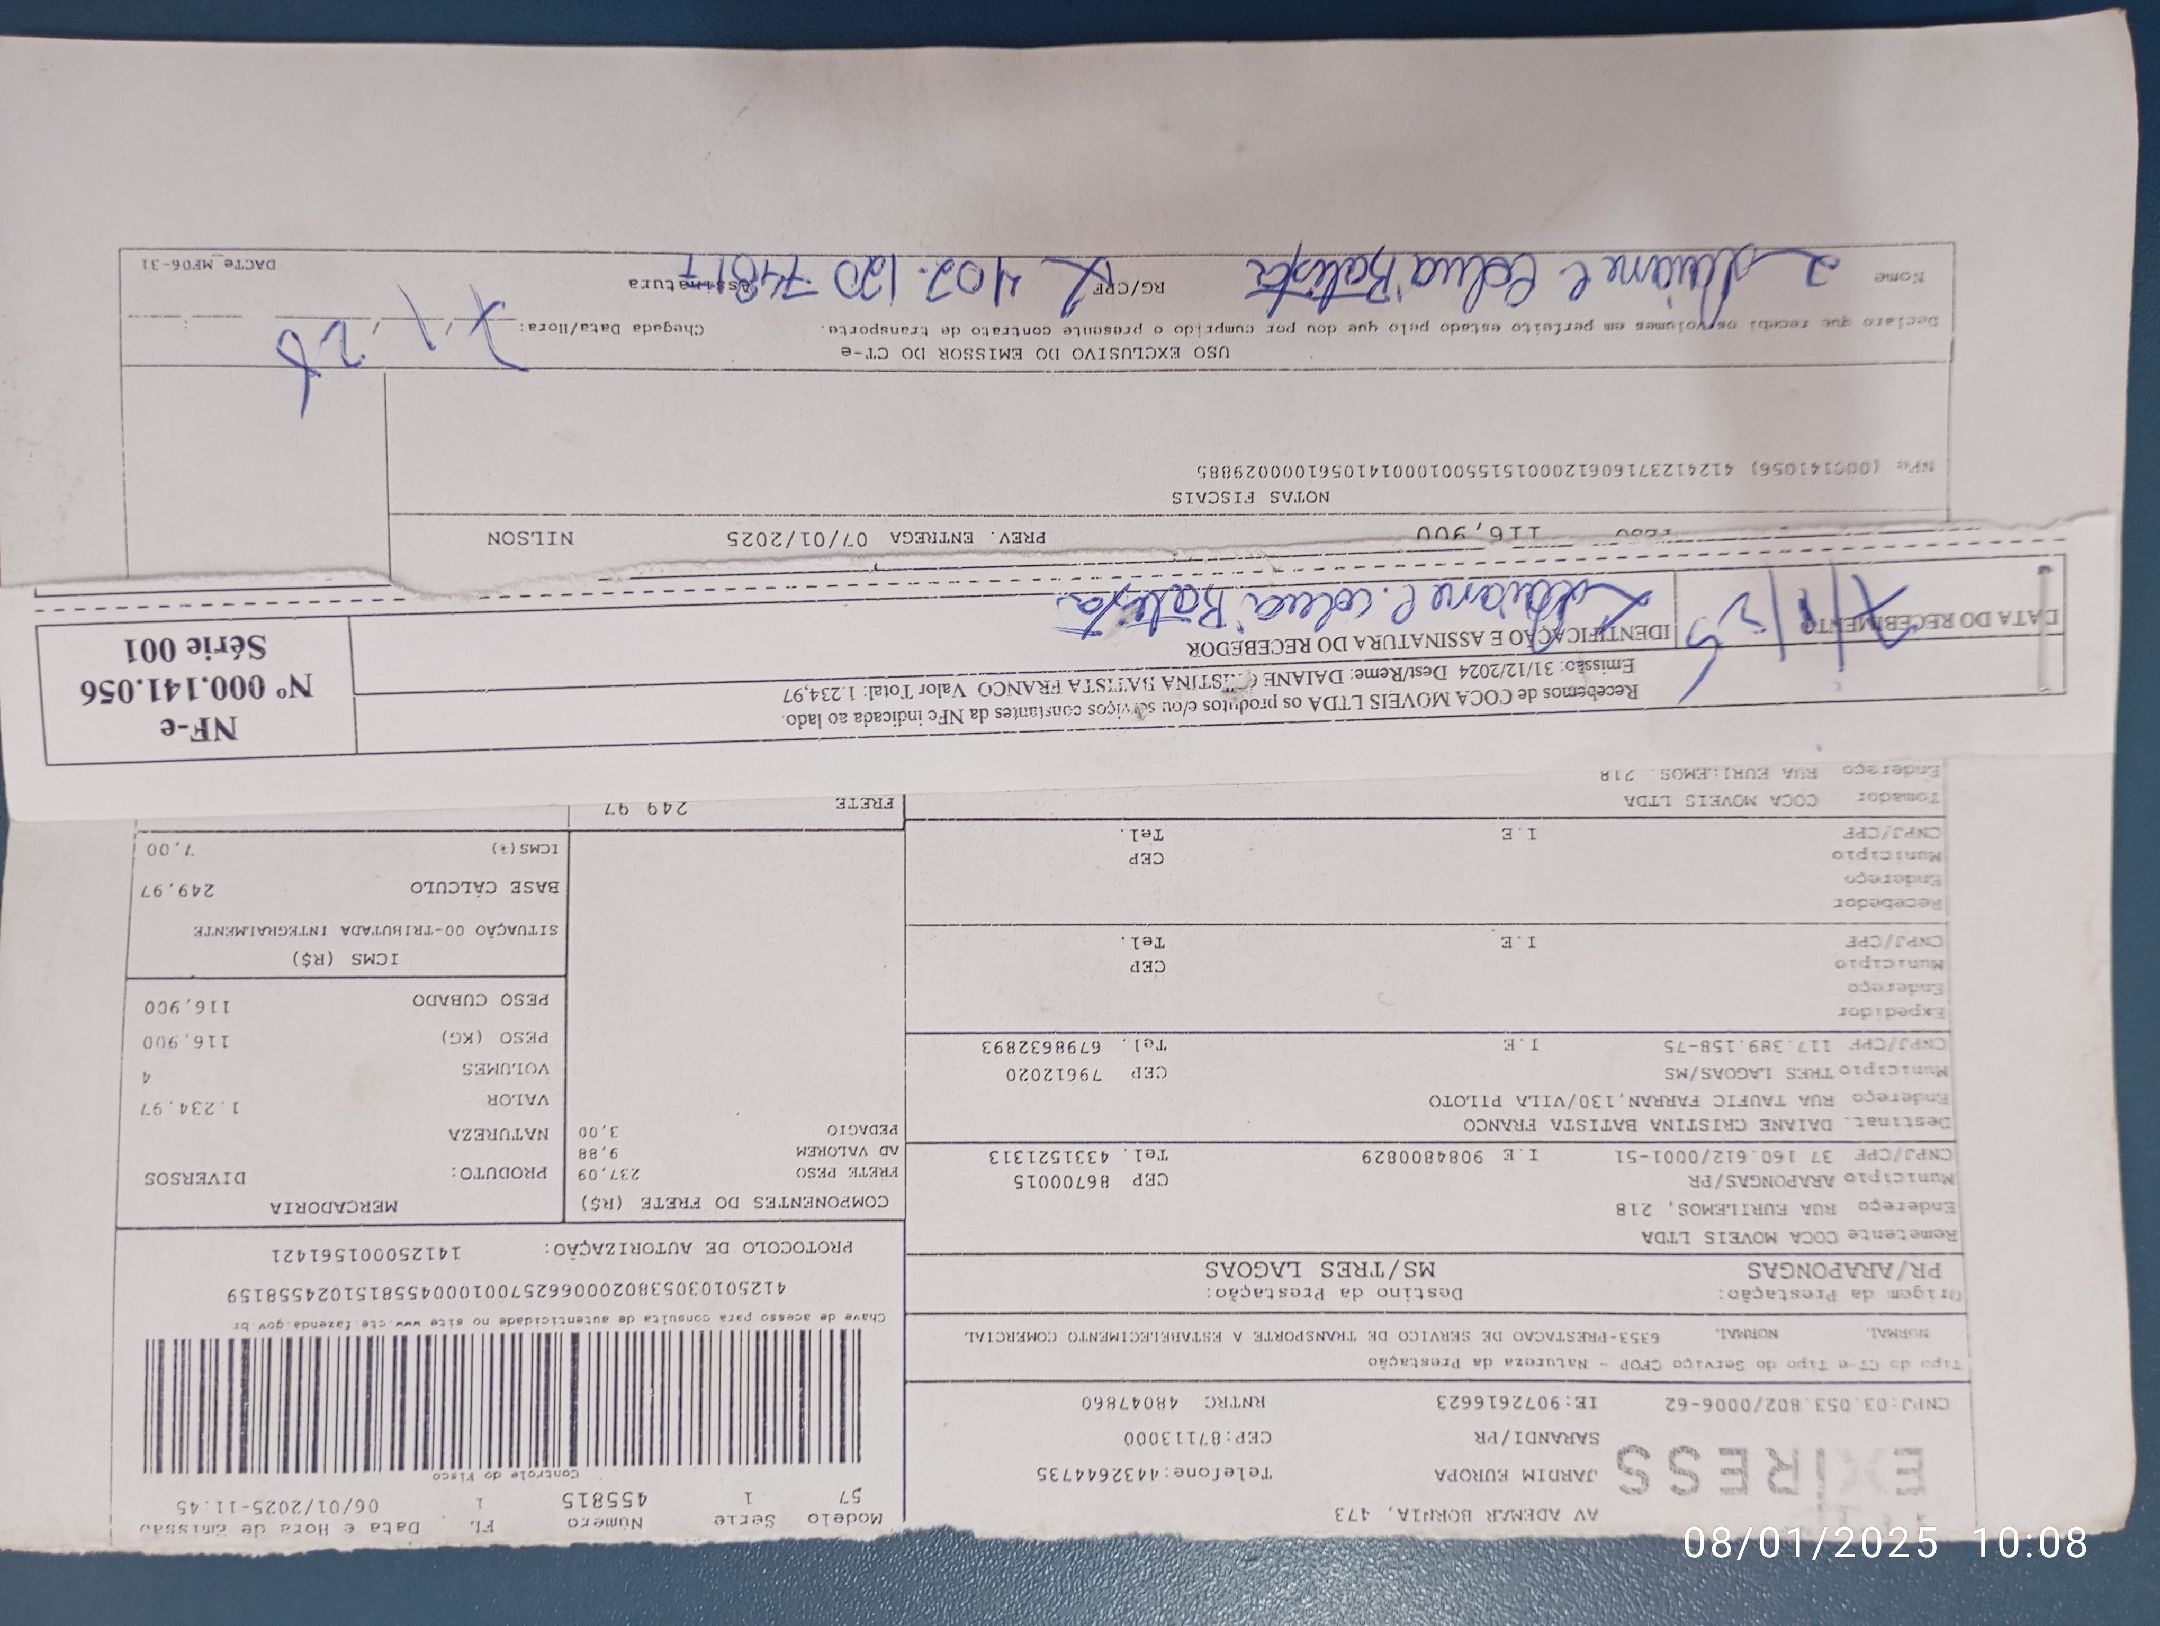 Modelo Serie Número FL. Data e Hora de Emissão
57 1 455815 1 06/01/2025-11:45
Controle do Fisco
Chave de acesso para consulta de autenticidade no site www.cte.fazenda.gov.br
41250103053802000662570010004558151024558159
PROTOCOLO DE AUTORIZAÇÃO: 141250001561421
AV ADEMAR BORNIA, 473
JARDIM EUROPA Telefone:4432644735
SARANDI/PR CEP:87113000
CNPJ:03.053.802/0006-62 IE:9072616623 RNTRC 48047860
Tipo do CT-e Tipo do Serviço CFOP - Natureza da Prestação
NORMAL NORMAL 6353-PRESTACAO DE SERVICO DE TRANSPORTE A ESTABELECIMENTO COMERCIAL
Origem da Prestação: Destino da Prestação:
PR/ARAPONGAS MS/TRES LAGOAS
Remetente COCA MOVEIS LTDA
Endereço RUA EURILEMOS, 218
Município ARAPONGAS/PR CEP 86700015
CNPJ/CPF 37.160.612/0001-51 I.E 9084800829 Tel. 4331521313
Destinat. DAIANE CRISTINA BATISTA FRANCO
Endereço RUA TAUFIC FARRAN,130/VILA PILOTO
Município TRES LAGOAS/MS CEP 79612020
CNPJ/CPF 117.389.158-75 I.E Tel. 6798632893
Expedidor
Endereço
Município CEP
CNPJ/CPF I.E Tel.
Recebedor
Endereço
Município CEP
CNPJ/CPF I.E Tel.
Tomador COCA MOVEIS LTDA
Endereço RUA EURILEMOS, 218
COMPONENTES DO FRETE (R$)
FRETE PESO 237,09
AD VALOREM 9,88
PEDAGIO 3,00
FRETE 249,97
MERCADORIA
PRODUTO: DIVERSOS
NATUREZA
VALOR 1.234,97
VOLUMES 4
PESO (KG) 116,900
PESO CUBADO 116,900
ICMS (R$)
SITUAÇÃO 00-TRIBUTADA INTEGRALMENTE
BASE CÁLCULO 249,97
ICMS(%) 7,00
Recebemos de COCA MOVEIS LTDA os produtos e/ou serviços constantes da NFe indicada ao lado.
Emissão: 31/12/2024 Dest/Reme: DAIANE CRISTINA BATISTA FRANCO Valor Total: 1.234,97
DATA DO RECEBIMENTO IDENTIFICAÇÃO E ASSINATURA DO RECEBEDOR
7/1/25 Batista
NF-e
Nº 000.141.056
Série 001
PESO 116,900 PREV. ENTREGA 07/01/2025 NILSON
NOTAS FISCAIS
NFe (000141056) 41241237160612000151550010001410561000029885
USO EXCLUSIVO DO EMISSOR DO CT-e
Declaro que recebi os volumes em perfeito estado pelo que dou por cumprido o presente contrato de transporte. Chegada Data/Hora: 7/1/25
Nome Batista RG/CPF Assinatura
DACTe_MF06-31
08/01/2025 10:08